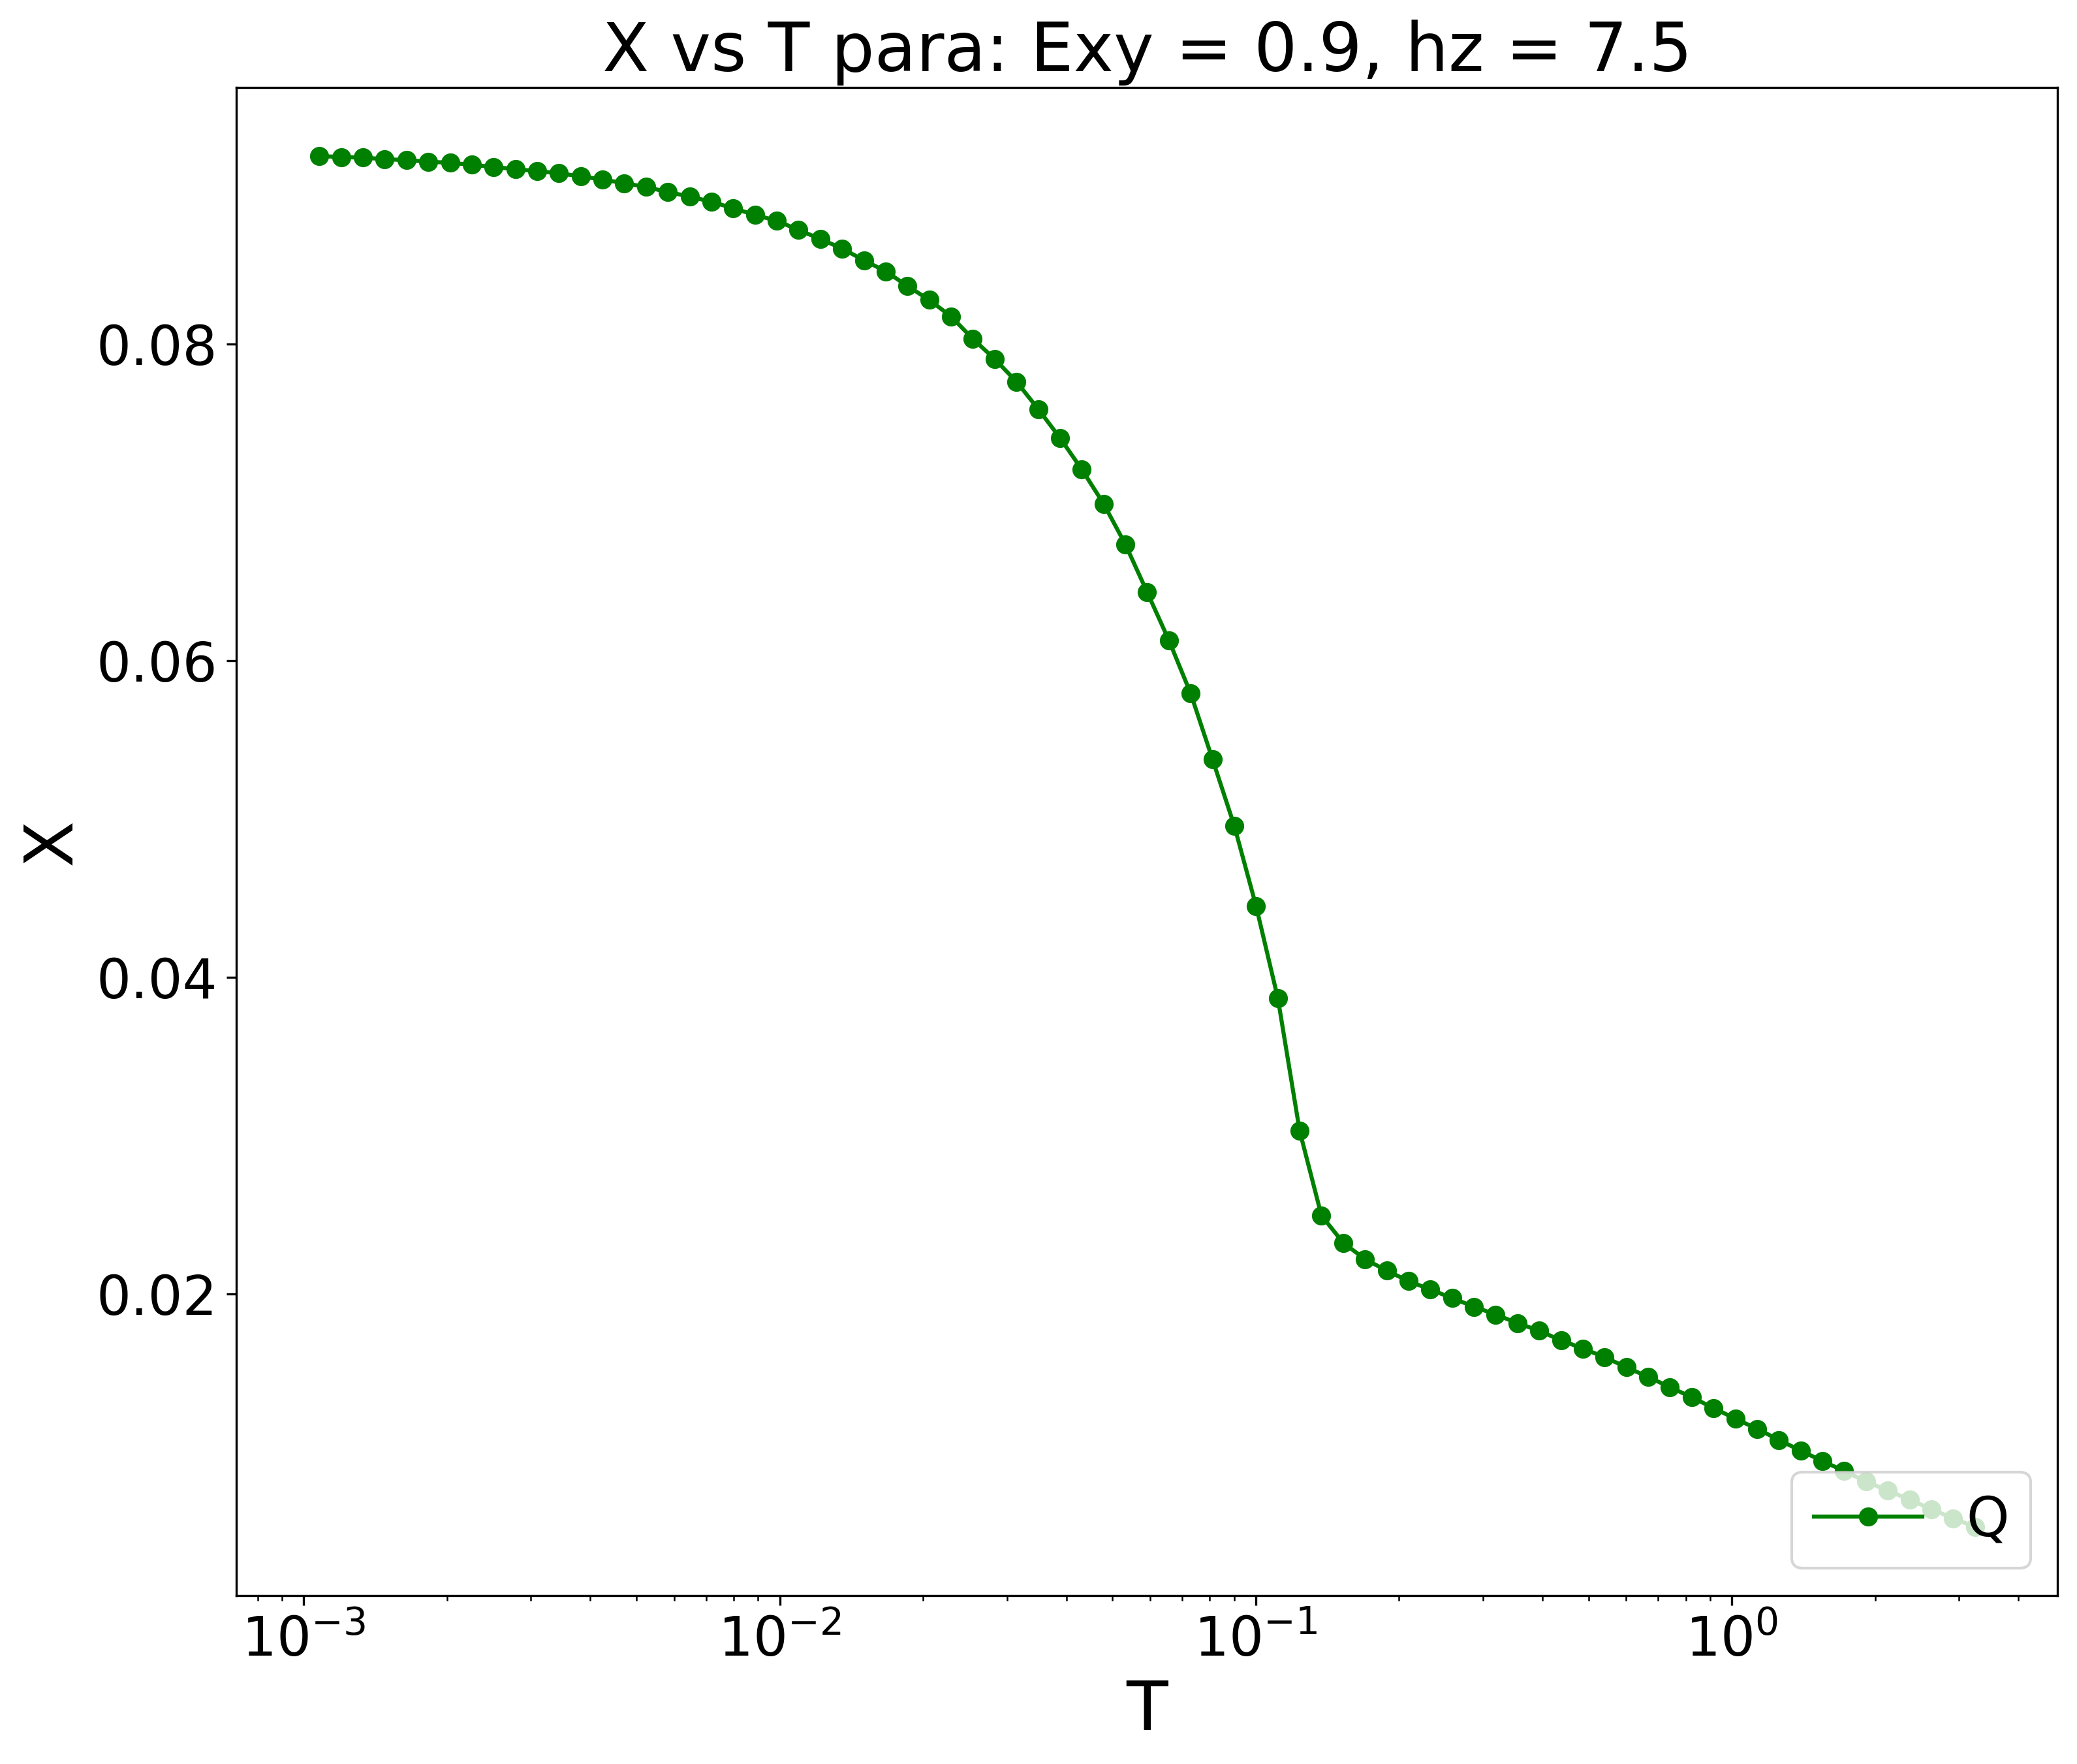 X vs T para: Exy = 0.9, hz = 7.5
X
0.08
0.06
0.04
0.02
Q
10⁻³ 10⁻² 10⁻¹ 10⁰
T